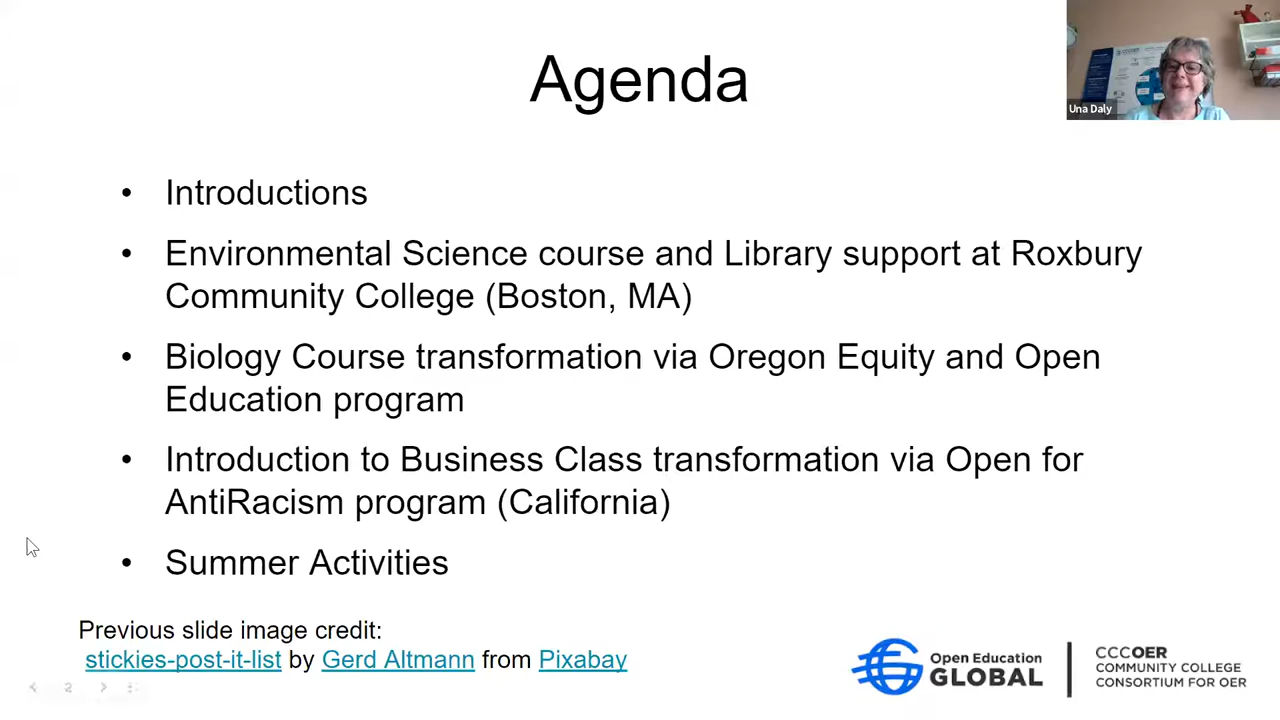 Agenda
Una Daly
• Introductions
• Environmental Science course and Library support at Roxbury
Community College (Boston, MA)
• Biology Course transformation via Oregon Equity and Open
Education program
• Introduction to Business Class transformation via Open for
AntiRacism program (California)
• Summer Activities
Previous slide image credit:
stickies-post-it-list by Gerd Altmann from Pixabay
2
Open Education
GLOBAL
CCCOER
COMMUNITY COLLEGE
CONSORTIUM FOR OER